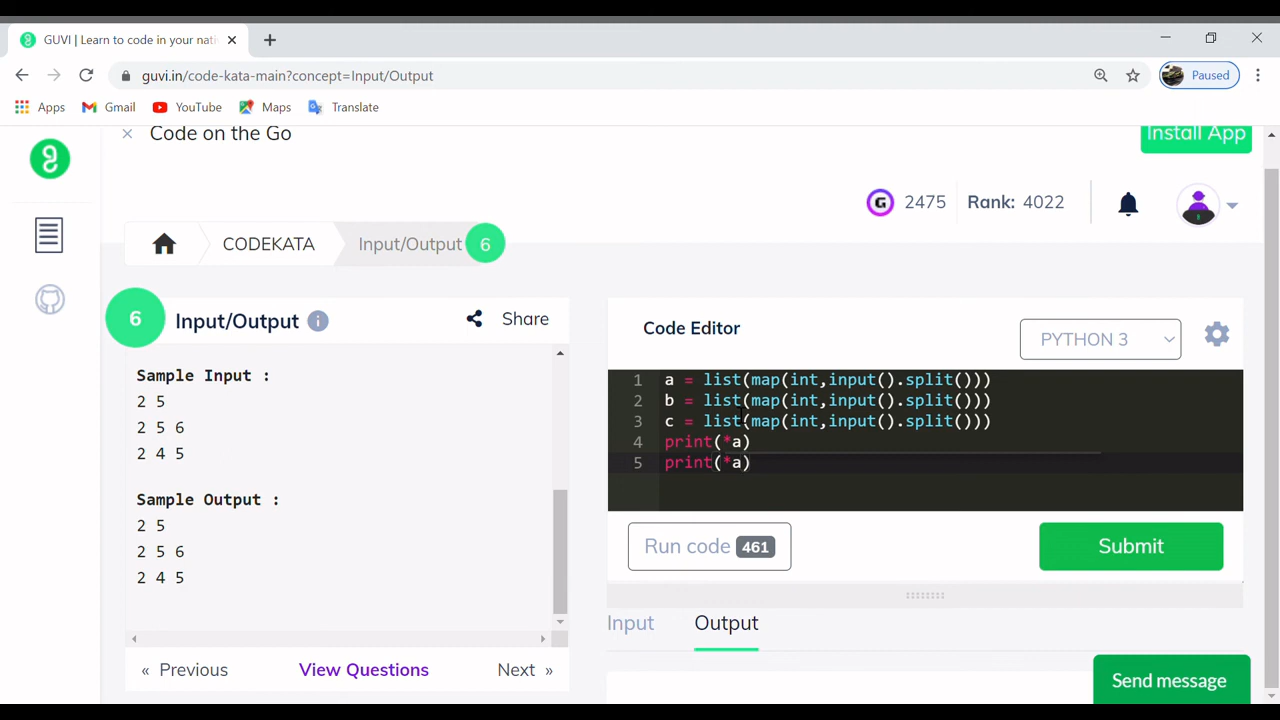 GUVI | Learn to code in your nati
guvi.in/code-kata-main?concept=Input/Output
Paused
Apps
Gmail
YouTube
Maps
Translate
Code on the Go
Install App
2475
Rank: 4022
CODEKATA
Input/Output
6
6
Input/Output
Share
Sample Input :
2 5
2 5 6
2 4 5
Sample Output :
2 5
2 5 6
2 4 5
« Previous
View Questions
Next »
Code Editor
PYTHON 3
1 a = list(map(int,input().split()))
2 b = list(map(int,input().split()))
3 c = list(map(int,input().split()))
4 print(*a)
5 print(*a)
Run code 461
Submit
Input
Output
Send message